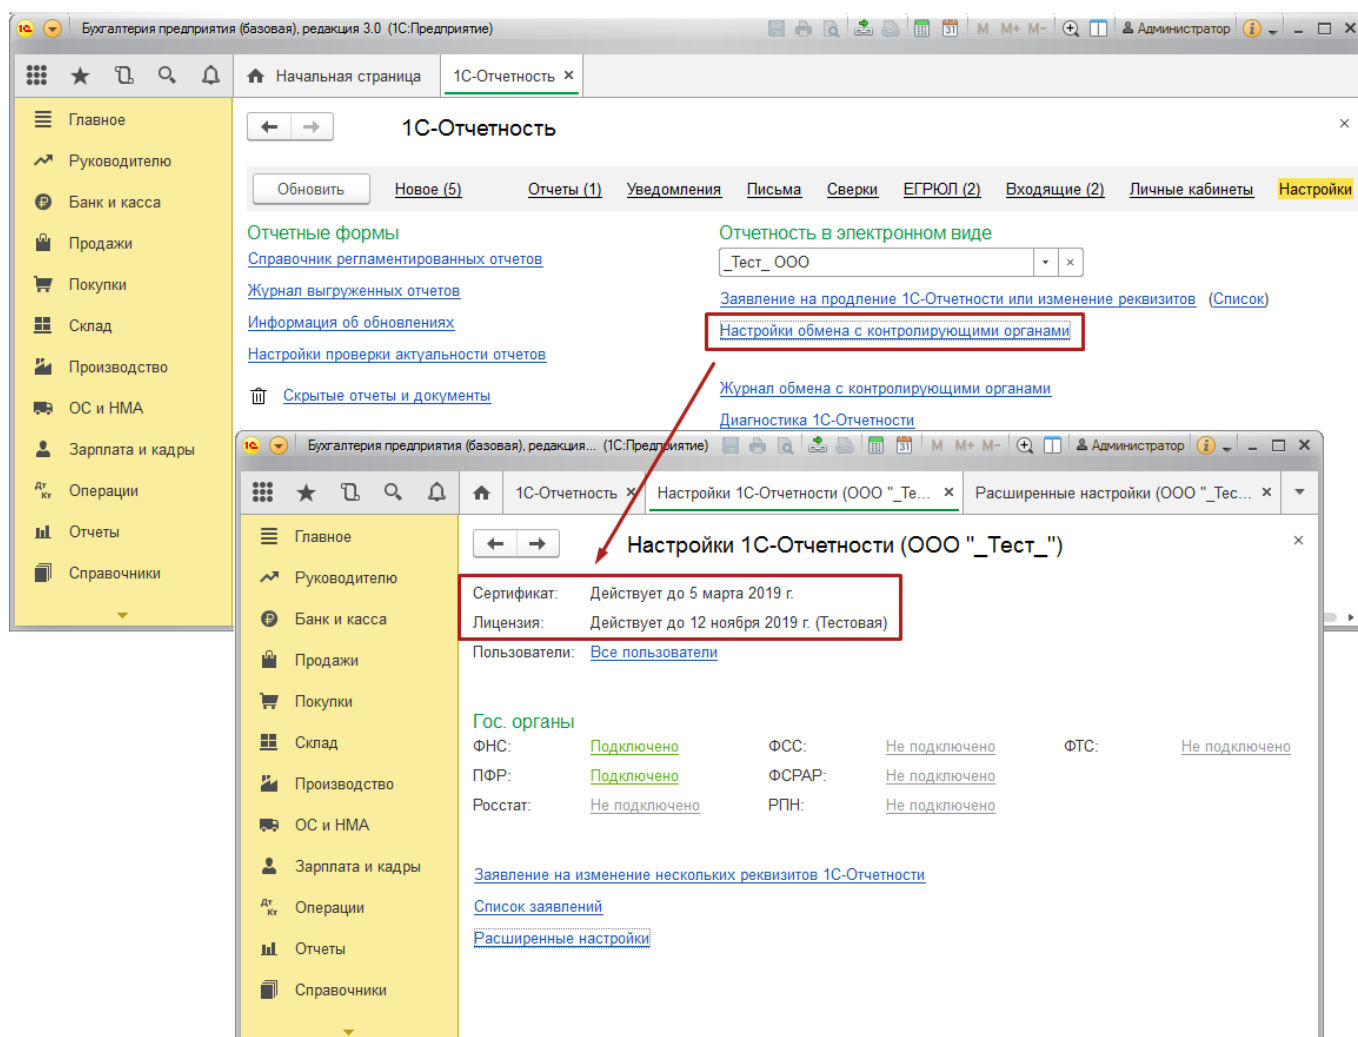 Бухгалтерия предприятия (базовая), редакция 3.0 (1С:Предприятие)
M M+ M- Администратор
Начальная страница 1С-Отчетность ×
Главное
Руководителю
Банк и касса
Продажи
Покупки
Склад
Производство
ОС и НМА
Зарплата и кадры
Операции
Отчеты
Справочники
1С-Отчетность
Обновить Новое (5) Отчеты (1) Уведомления Письма Сверки ЕГРЮЛ (2) Входящие (2) Личные кабинеты Настройки
Отчетные формы
Справочник регламентированных отчетов
Журнал выгруженных отчетов
Информация об обновлениях
Настройки проверки актуальности отчетов
Скрытые отчеты и документы
Отчетность в электронном виде
_Тест_ ООО
Заявление на продление 1С-Отчетности или изменение реквизитов (Список)
Настройки обмена с контролирующими органами
Журнал обмена с контролирующими органами
Диагностика 1С-Отчетности
Бухгалтерия предприятия (базовая), редакция... (1С:Предприятие)
M M+ M- Администратор
1С-Отчетность × Настройки 1С-Отчетности (ООО "_Те... × Расширенные настройки (ООО "_Тес... ×
Главное
Руководителю
Банк и касса
Продажи
Покупки
Склад
Производство
ОС и НМА
Зарплата и кадры
Операции
Отчеты
Справочники
Настройки 1С-Отчетности (ООО "_Тест_")
Сертификат: Действует до 5 марта 2019 г.
Лицензия: Действует до 12 ноября 2019 г. (Тестовая)
Пользователи: Все пользователи
Гос. органы
ФНС: Подключено ФСС: Не подключено ФТС: Не подключено
ПФР: Подключено ФСРАР: Не подключено
Росстат: Не подключено РПН: Не подключено
Заявление на изменение нескольких реквизитов 1С-Отчетности
Список заявлений
Расширенные настройки